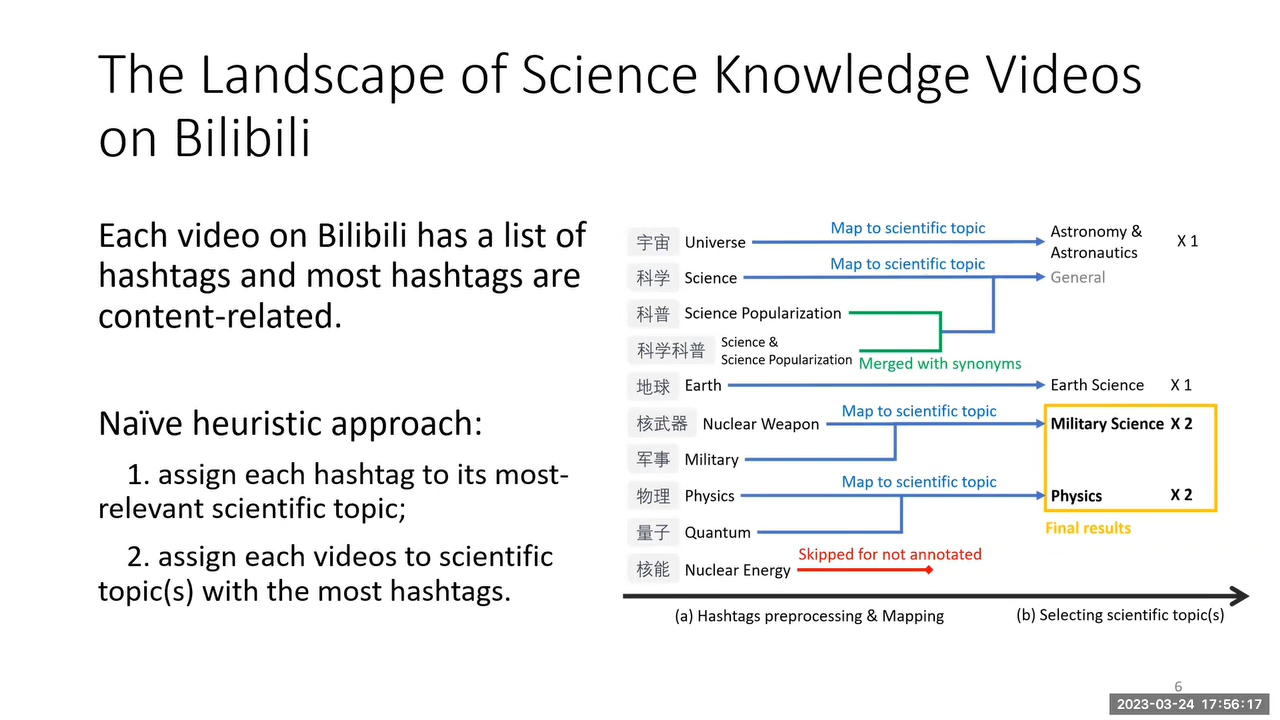 The Landscape of Science Knowledge Videos
on Bilibili
Each video on Bilibili has a list of
hashtags and most hashtags are
content-related.
Naïve heuristic approach:
1. assign each hashtag to its most-
relevant scientific topic;
2. assign each videos to scientific
topic(s) with the most hashtags.
宇宙 Universe Map to scientific topic Astronomy &
Astronautics X 1
科学 Science Map to scientific topic General
科普 Science Popularization
科学科普 Science &
Science Popularization Merged with synonyms
地球 Earth Earth Science X 1
核武器 Nuclear Weapon Map to scientific topic Military Science X 2
军事 Military
物理 Physics Map to scientific topic Physics X 2
量子 Quantum Final results
核能 Nuclear Energy Skipped for not annotated
(a) Hashtags preprocessing & Mapping (b) Selecting scientific topic(s)
6
2023-03-24 17:56:17